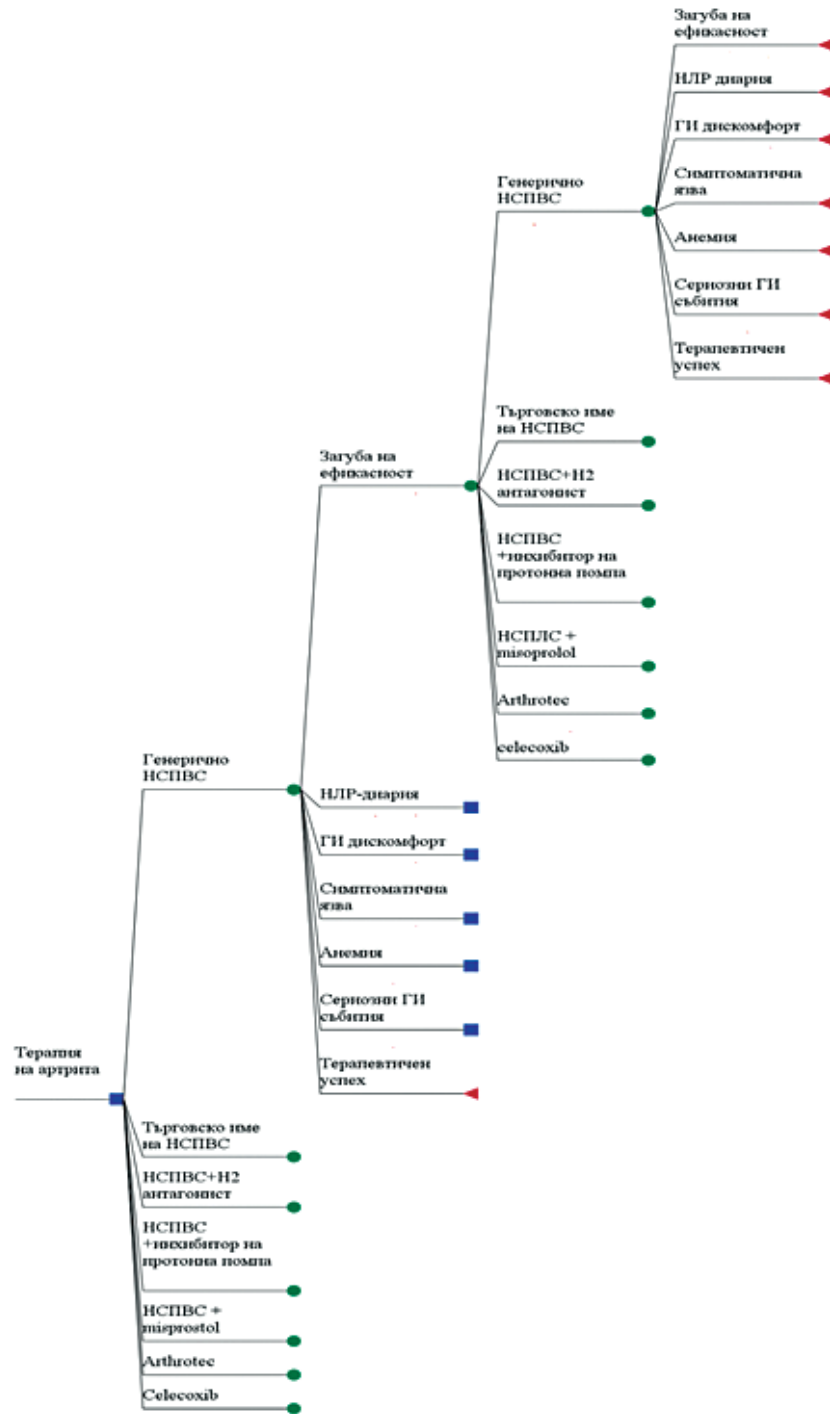 Загуба на
ефикасност
НЛР диария
ГИ дискомфорт
Симптоматична
язва
Анемия
Сериозни ГИ
събития
Терапевтичен
успех
Генерично
НСПВС
Търговско име
на НСПВС
НСПВС+Н2
антагонист
НСПВС
+инхибитор на
протонна помпа
НСПЛС +
misoprolol
Arthrotec
celecoxib
Загуба на
ефикасност
Генерично
НСПВС
НЛР-диария
ГИ дискомфорт
Симптоматична
язва
Анемия
Сериозни ГИ
събития
Терапевтичен
успех
Терапия
на артрита
Търговско име
на НСПВС
НСПВС+Н2
антагонист
НСПВС
+инхибитор на
протонна помпа
НСПВС +
misprostol
Arthrotec
Celecoxib